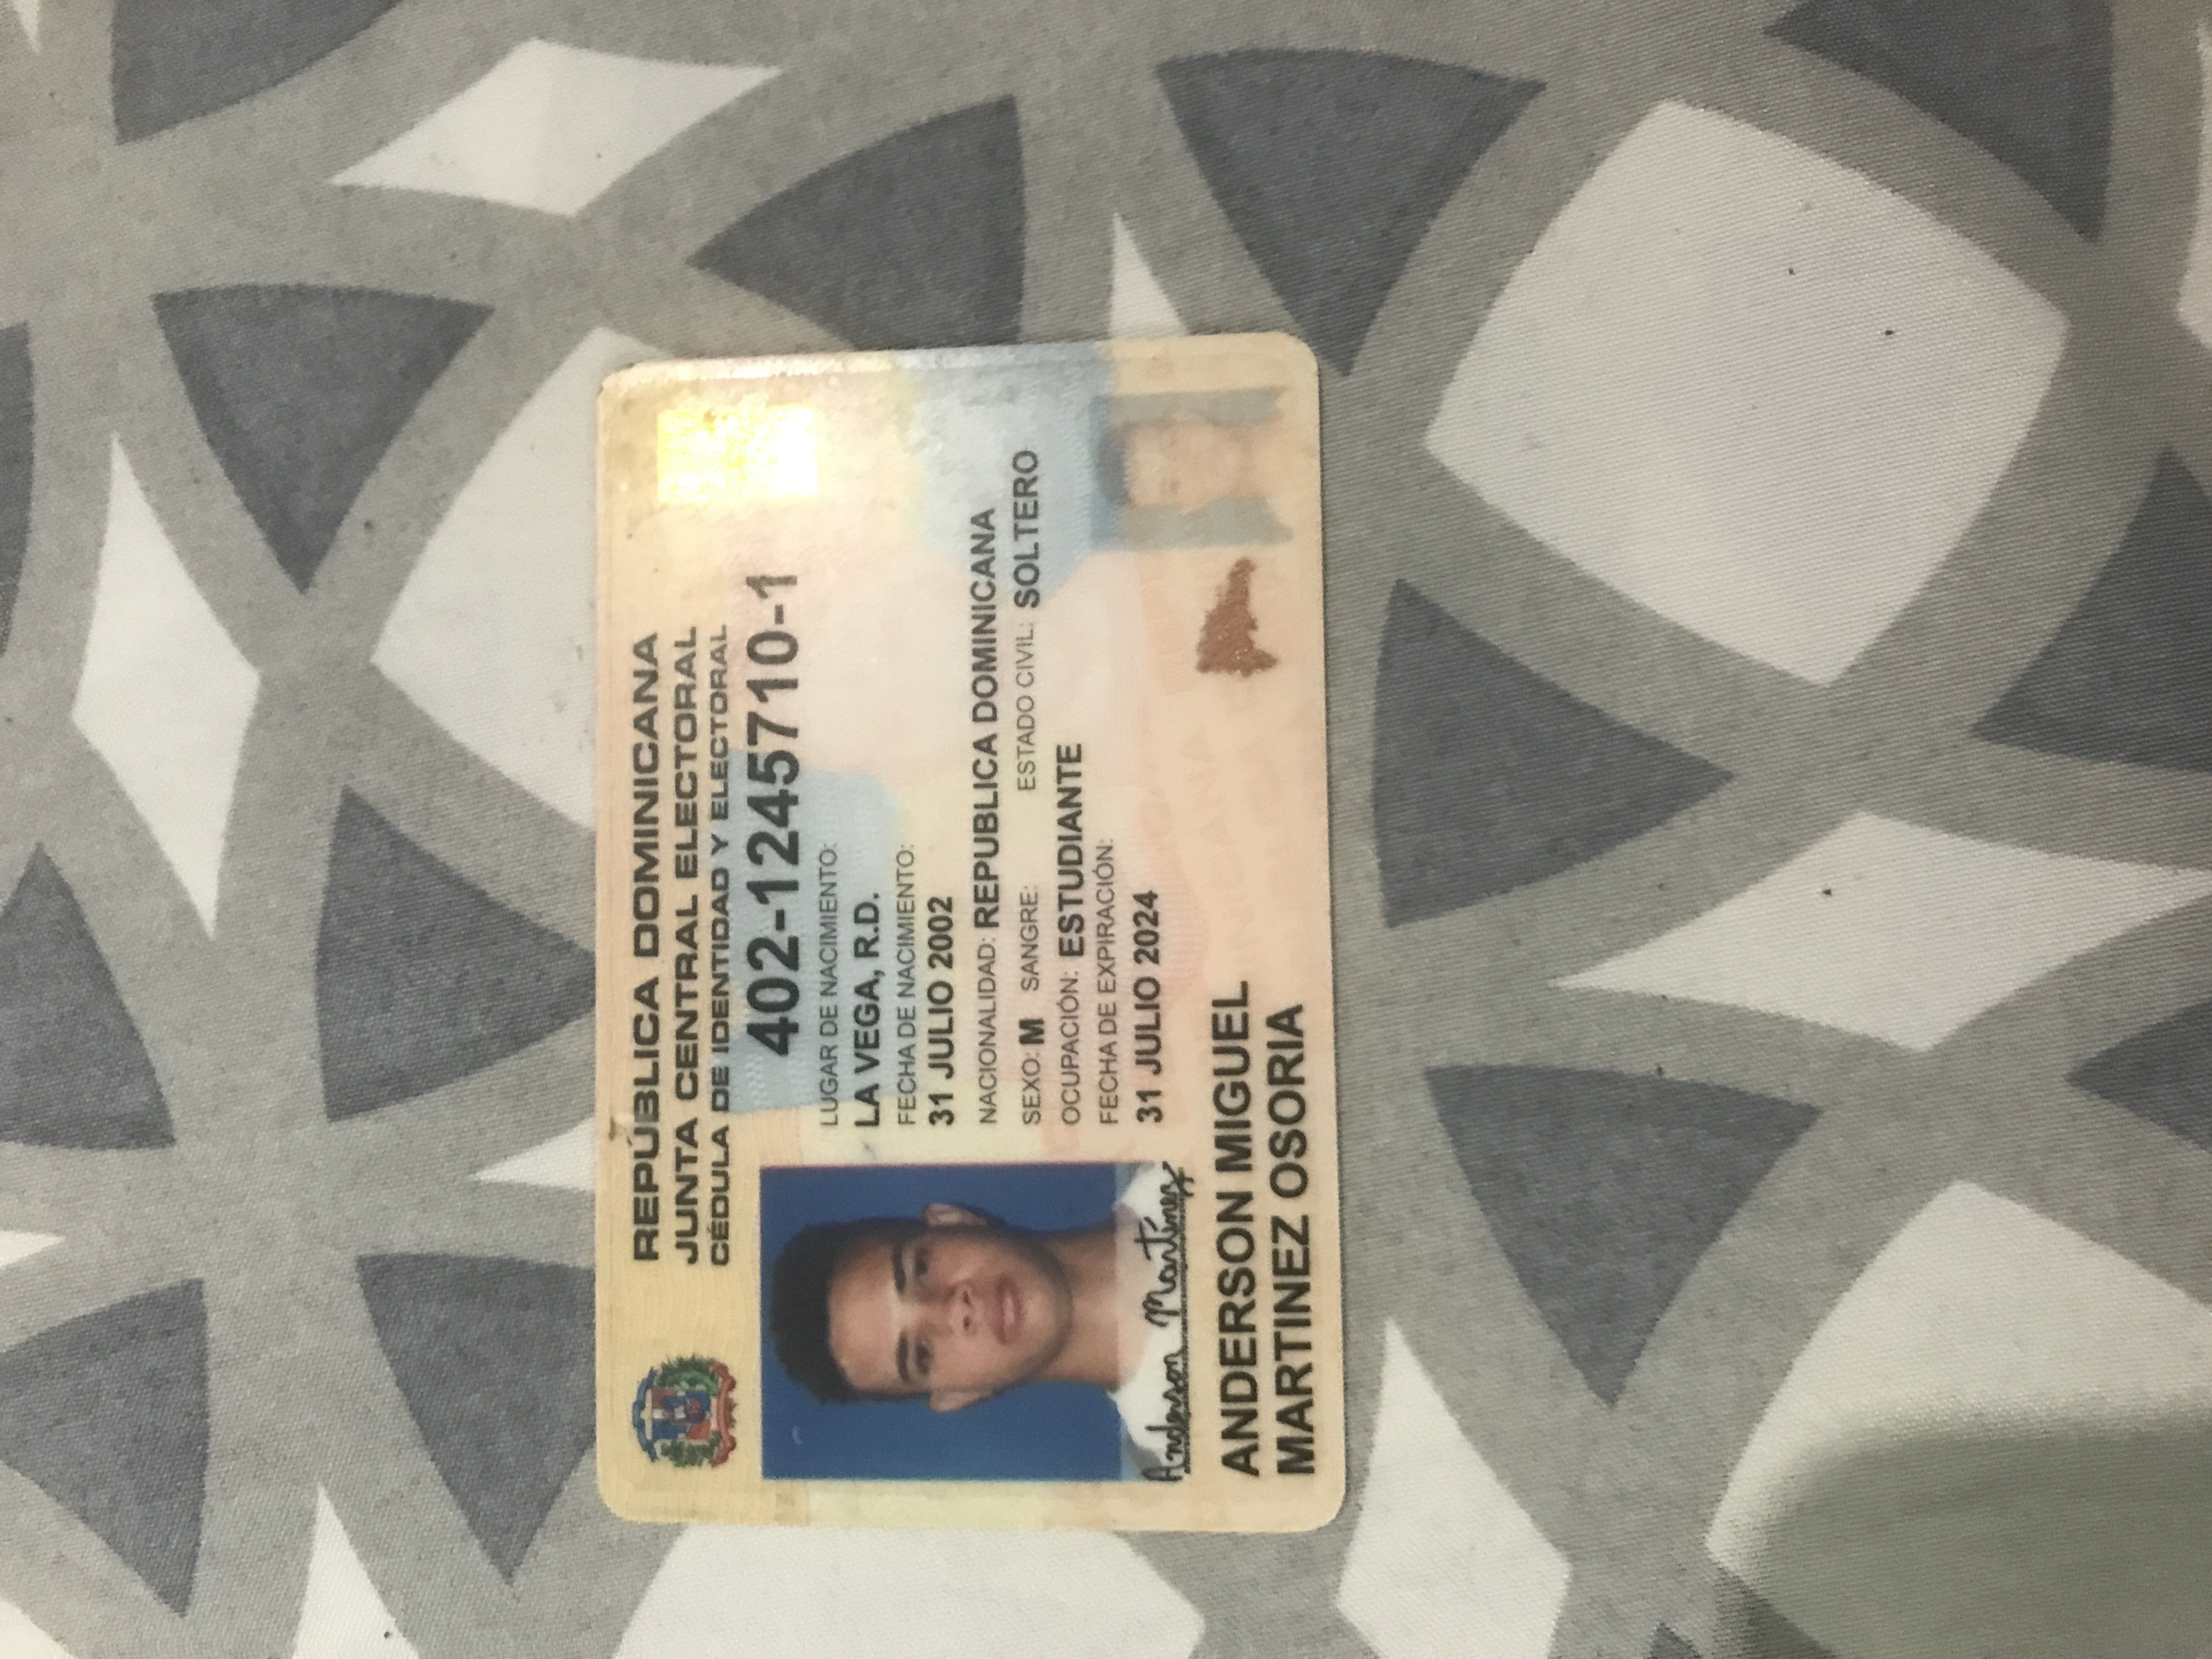 REPÚBLICA DOMINICANA
JUNTA CENTRAL ELECTORAL
CÉDULA DE IDENTIDAD Y ELECTORAL
402-1245710-1
LUGAR DE NACIMIENTO:
LA VEGA, R.D.
FECHA DE NACIMIENTO:
31 JULIO 2002
NACIONALIDAD: REPUBLICA DOMINICANA
SEXO: M SANGRE: ESTADO CIVIL: SOLTERO
OCUPACIÓN: ESTUDIANTE
FECHA DE EXPIRACIÓN:
31 JULIO 2024
Anderson Martínez
ANDERSON MIGUEL
MARTINEZ OSORIA